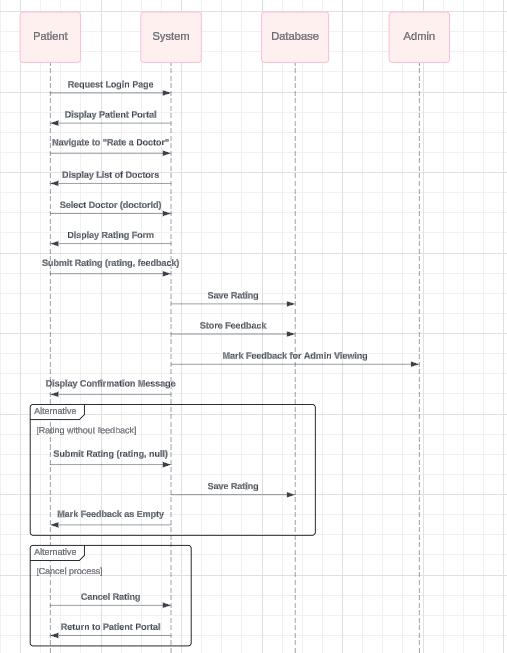 Patient
System
Database
Admin
Request Login Page
Display Patient Portal
Navigate to "Rate a Doctor"
Display List of Doctors
Select Doctor (doctorId)
Display Rating Form
Submit Rating (rating, feedback)
Save Rating
Store Feedback
Mark Feedback for Admin Viewing
Display Confirmation Message
Alternative
[Rating without feedback]
Submit Rating (rating, null)
Save Rating
Mark Feedback as Empty
Alternative
[Cancel process]
Cancel Rating
Return to Patient Portal